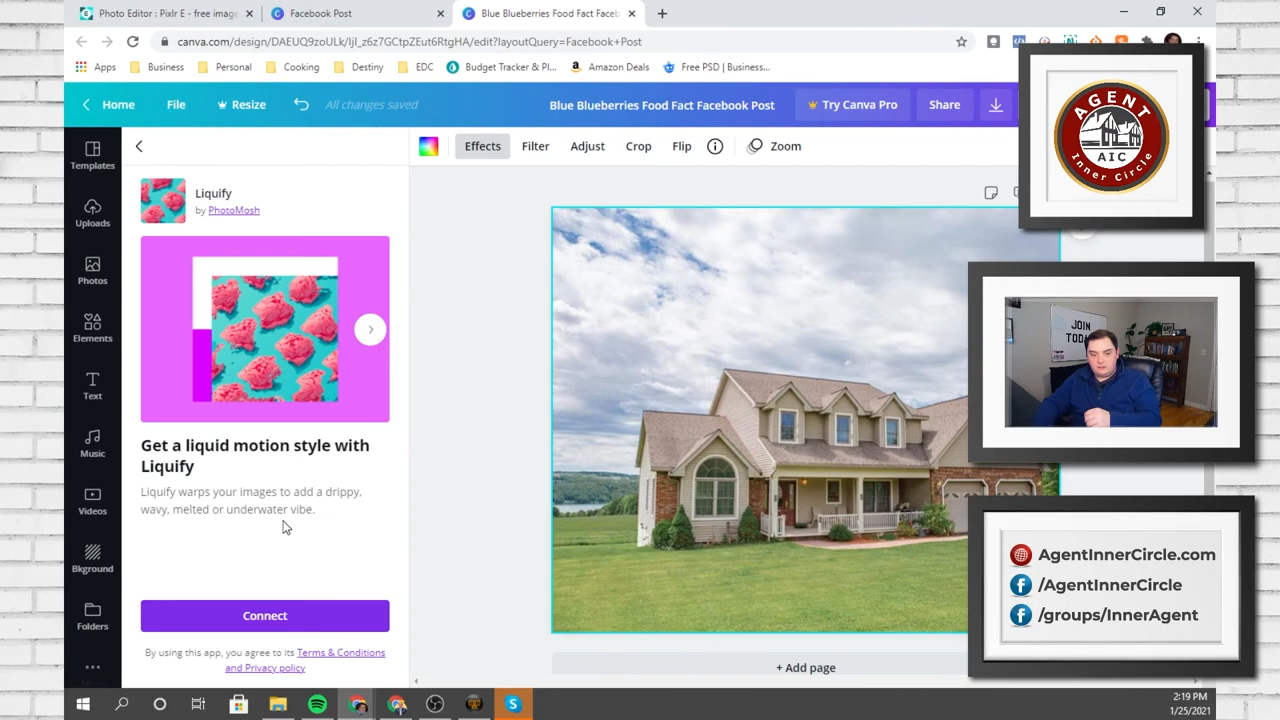 Photo Editor : Pixlr E - free imag
Facebook Post
Blue Blueberries Food Fact Faceb
canva.com/design/DAEUQ9zoULk/ljl_z6z7GCtpZEut6RtgHA/edit?layoutQuery=Facebook+Post
Apps
Business
Personal
Cooking
Destiny
EDC
Budget Tracker & Pl...
Amazon Deals
Free PSD | Business...
Home
File
Resize
All changes saved
Blue Blueberries Food Fact Facebook Post
Try Canva Pro
Share
Effects
Filter
Adjust
Crop
Flip
Zoom
Templates
Uploads
Photos
Elements
Text
Music
Videos
Bkground
Folders
Liquify
by PhotoMosh
Get a liquid motion style with
Liquify
Liquify warps your images to add a drippy,
wavy, melted or underwater vibe.
Connect
By using this app, you agree to its Terms & Conditions
and Privacy policy
+ Add page
AGENT
AIC
Inner Circle
JOIN
TODA
AgentInnerCircle.com
/AgentInnerCircle
/groups/InnerAgent
2:19 PM
1/25/2021